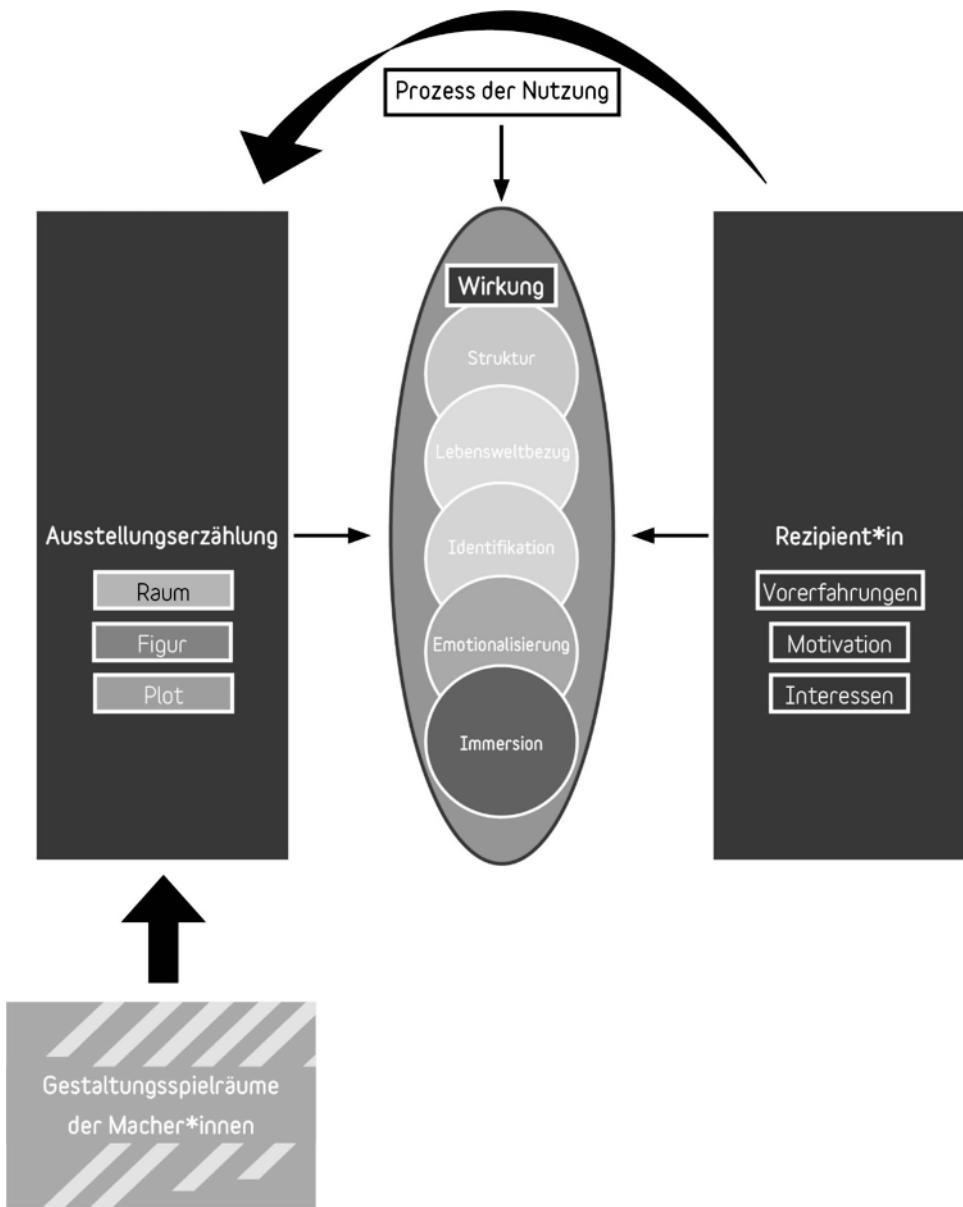 Prozess der Nutzung
Wirkung
Struktur
Lebensweltbezug
Identifikation
Emotionalisierung
Immersion
Ausstellungserzählung
Raum
Figur
Plot
Rezipient*in
Vorerfahrungen
Motivation
Interessen
Gestaltungsspielräume
der Macher*innen